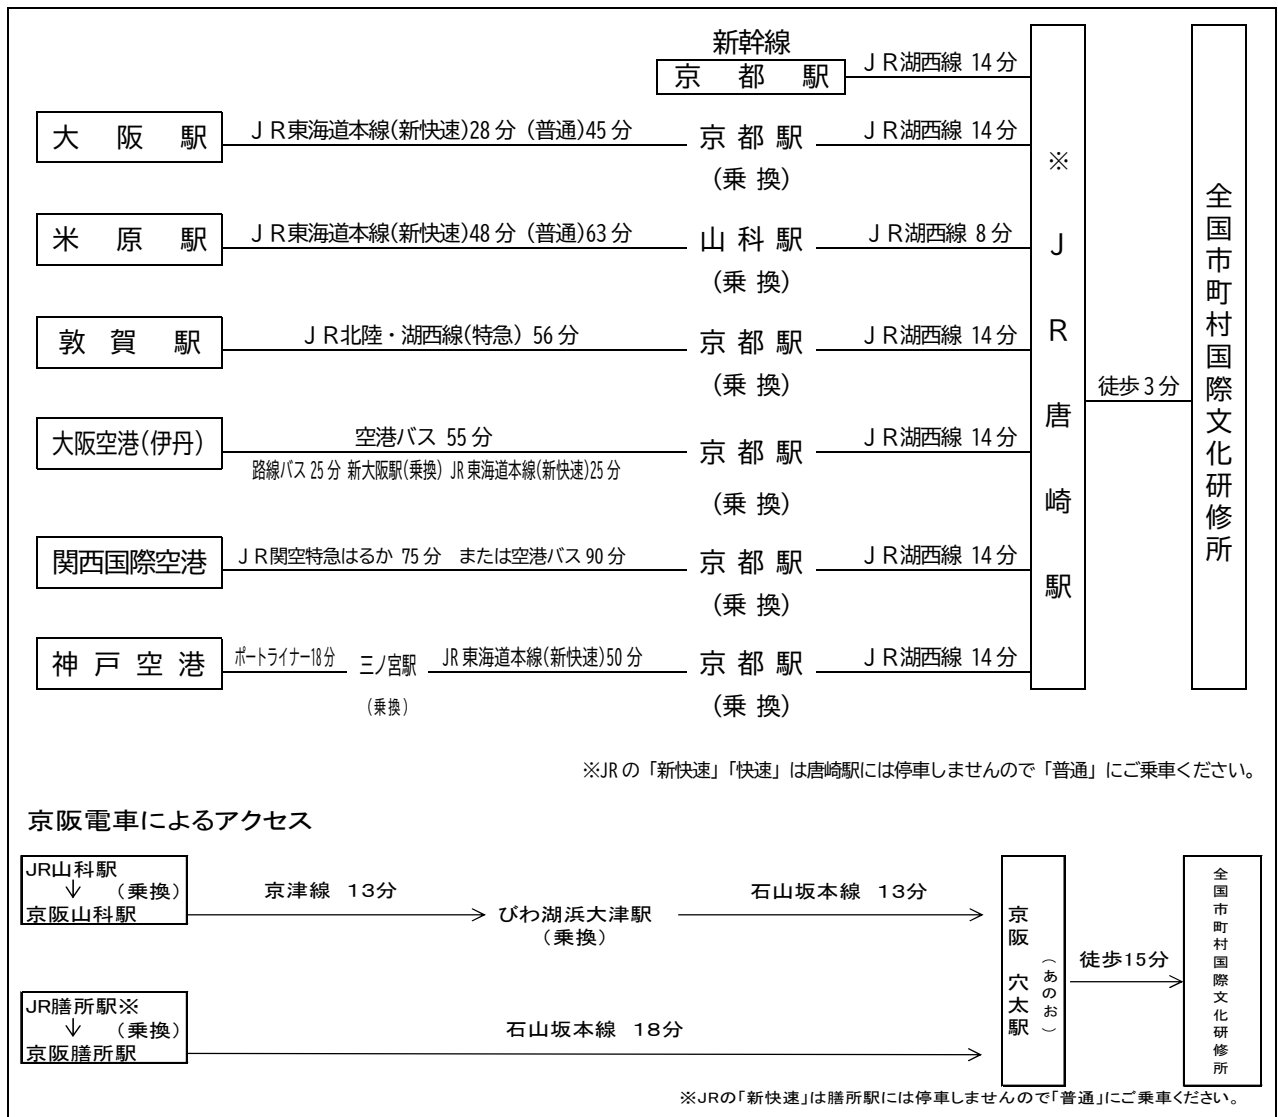 新幹線
京都駅 JR湖西線 14分
大阪駅 JR東海道本線(新快速)28分 (普通)45分 京都駅 JR湖西線 14分
(乗換)
米原駅 JR東海道本線(新快速)48分 (普通)63分 山科駅 JR湖西線 8分
(乗換)
敦賀駅 JR北陸・湖西線(特急) 56分 京都駅 JR湖西線 14分
(乗換)
大阪空港(伊丹) 空港バス 55分 京都駅 JR湖西線 14分
路線バス25分 新大阪駅(乗換) JR東海道本線(新快速)25分
(乗換)
関西国際空港 JR関空特急はるか 75分 または空港バス90分 京都駅 JR湖西線 14分
(乗換)
神戸空港 ポートライナー18分 三ノ宮駅 JR東海道本線(新快速)50分 京都駅 JR湖西線 14分
(乗換) (乗換)
※JR唐崎駅
徒歩3分
全国市町村国際文化研修所
※JRの「新快速」「快速」は唐崎駅には停車しませんので「普通」にご乗車ください。
京阪電車によるアクセス
JR山科駅
↓ (乗換)
京阪山科駅
京津線 13分
びわ湖浜大津駅
(乗換)
石山坂本線 13分
JR膳所駅※
↓ (乗換)
京阪膳所駅
石山坂本線 18分
京阪 穴太駅
(あのお)
徒歩15分
全国市町村国際文化研修所
※JRの「新快速」は膳所駅には停車しませんので「普通」にご乗車ください。